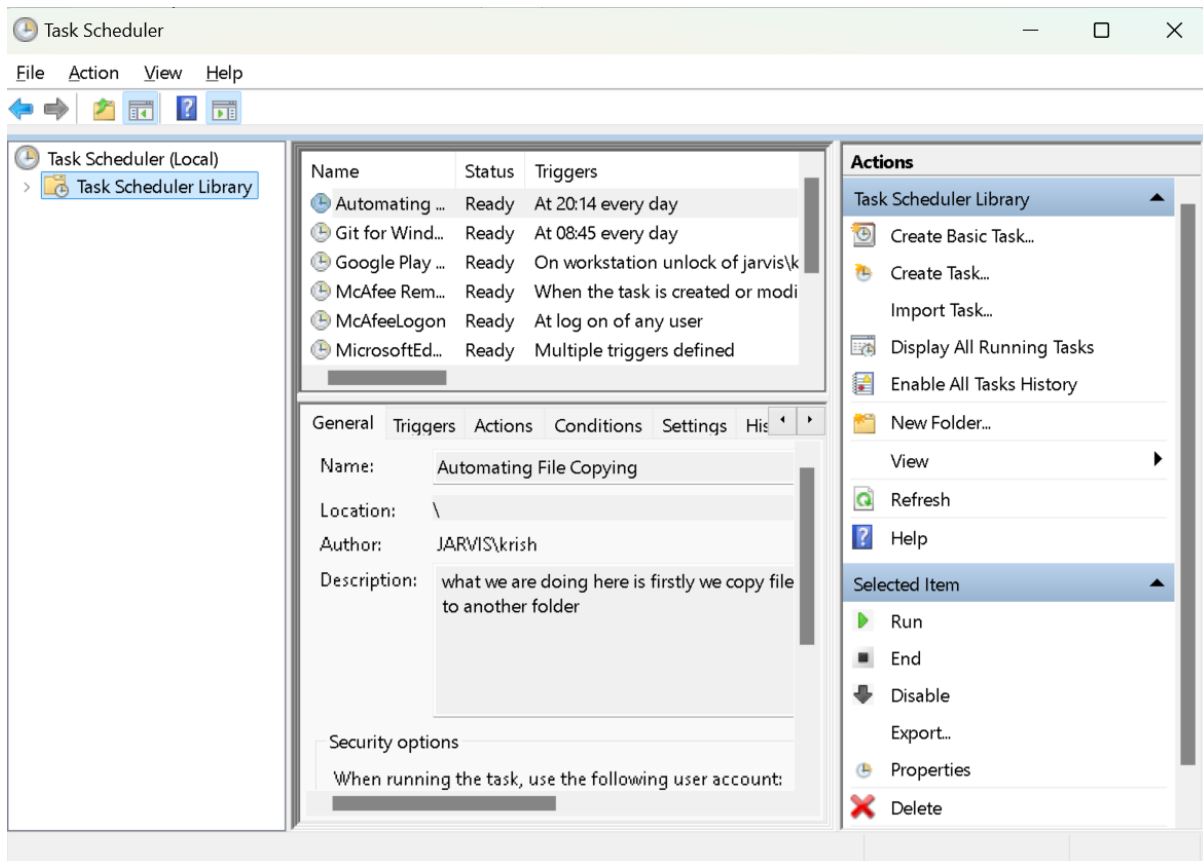 Task Scheduler
File Action View Help
Task Scheduler (Local)
Task Scheduler Library
Name Status Triggers
Automating ... Ready At 20:14 every day
Git for Wind... Ready At 08:45 every day
Google Play ... Ready On workstation unlock of jarvis\k
McAfee Rem... Ready When the task is created or modi
McAfeeLogon Ready At log on of any user
MicrosoftEd... Ready Multiple triggers defined
General Triggers Actions Conditions Settings His
Name: Automating File Copying
Location: \
Author: JARVIS\krish
Description: what we are doing here is firstly we copy file
to another folder
Security options
When running the task, use the following user account:
Actions
Task Scheduler Library
Create Basic Task...
Create Task...
Import Task...
Display All Running Tasks
Enable All Tasks History
New Folder...
View
Refresh
Help
Selected Item
Run
End
Disable
Export...
Properties
Delete